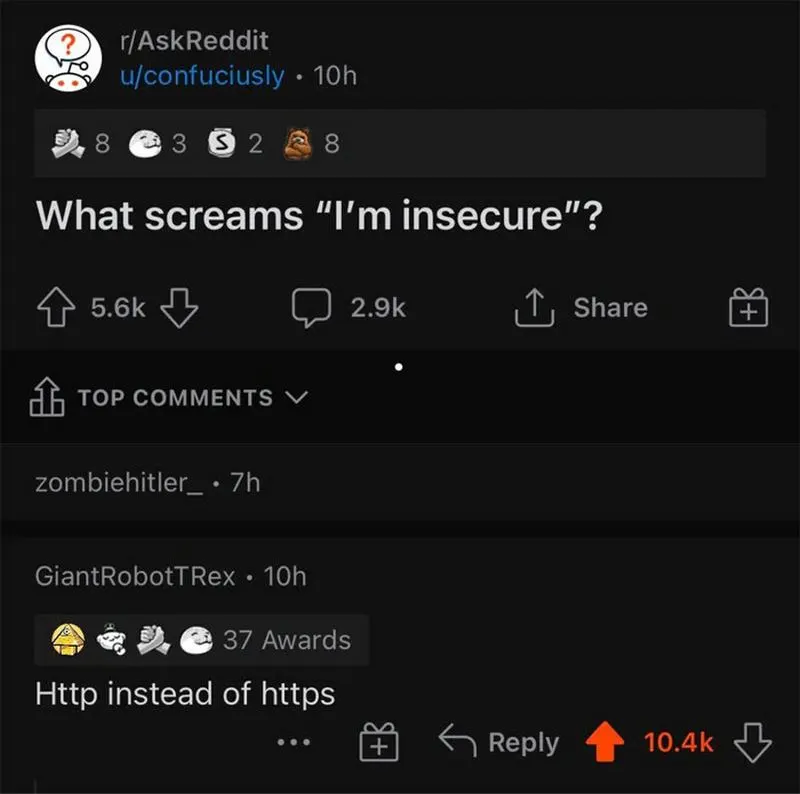 r/AskReddit
u/confuciusly • 10h
8 3 2 8
What screams “I’m insecure”?
5.6k 2.9k Share
TOP COMMENTS
zombiehitler_ • 7h
GiantRobotTRex • 10h
37 Awards
Http instead of https
Reply 10.4k